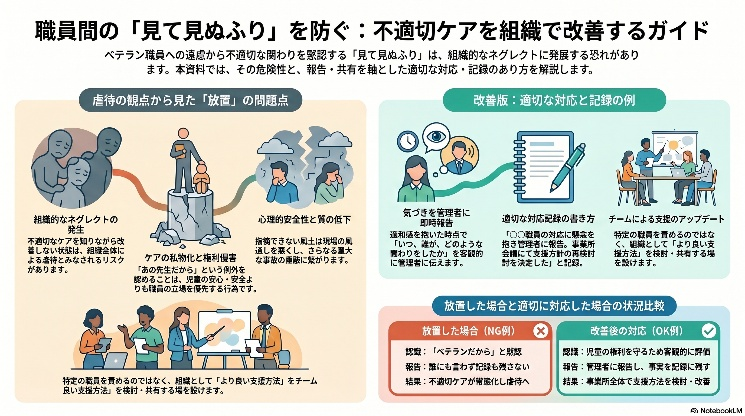 職員間の「見て見ぬふり」を防ぐ：不適切ケアを組織で改善するガイド
ベテラン職員への遠慮から不適切な関わりを黙認する「見て見ぬふり」は、組織的なネグレクトに発展する恐れがあり
ます。本資料では、その危険性と、報告・共有を軸とした適切な対応・記録のあり方を解説します。
虐待の観点から見た「放置」の問題点
組織的なネグレクトの
発生
不適切なケアを知りながら改
善しない状態は、組織全体に
よる虐待とみなされるリスク
があります。
ケアの私物化と権利侵害
「あの先生だから」という例外を
認めることは、児童の安心・安全よ
りも職員の立場を優先する行為です。
心理的安全性と質の低下
指摘できない風土は現場の風
通しを悪くし、さらなる重大
な事故の
に繋がります。
特定の職員を責めるのではなく、組織として「より良い支援方法」をチーム
良い支援方法」を検討・共有する場を設けます。
改善版：適切な対応と記録の例
気づきを管理者に
即時報告
違和感を抱いた時点で
「いつ、誰が、どのような
関わりをしたか」を客観的
に管理者に伝えます。
適切な対応記録の書き方
「〇〇職員の対応に懸念を
抱き管理者に報告。事業所
会議にて支援方針の再検討
討を決定した」と記録。
チームによる支援のアップデート
特定の職員を責めるのではな
く、組織として「より良い支
援方法」を検討・共有する場
を設けます。
放置した場合と適切に対応した場合の状況比較
放置した場合（NG例）
認識：「ベテランだから」と黙認
報告：誰にも言わず記録も残さない
結果：不適切ケアが常態化し虐待へ
改善後の対応（OK例）
認識：児童の権利を守るため客観的に評価
報告：管理者に報告し、事実を記録に残す
結果：事業所全体で支援方法を検討・改善
NotebookLM